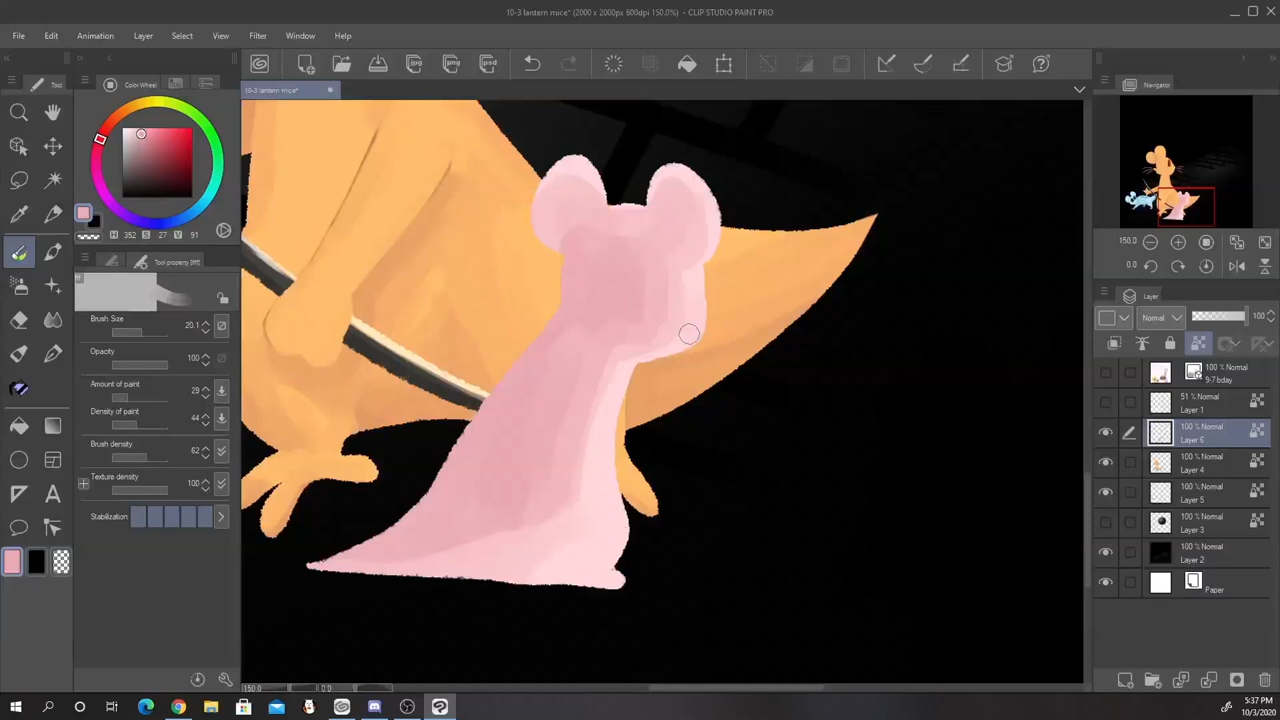 10-3 lantern mice* (2000 x 2000px 600dpi 150.0%) - CLIP STUDIO PAINT PRO
File Edit Animation Layer Select View Filter Window Help
jpg png psd
Tool Color Wheel 10-3 lantern mice* Navigator
H 352 S 27 V 91
Brush Size 20.1
Opacity 100
Amount of paint 29
Density of paint 44
Brush density 62
Texture density 100
Stabilization
150.0
0.0
Layer
Normal 100
100 % Normal
9-7 bday
51 % Normal
Layer 1
100 % Normal
Layer 6
100 % Normal
Layer 4
100 % Normal
Layer 5
100 % Normal
Layer 3
100 % Normal
Layer 2
Paper
150.0 0.0
5:37 PM
10/3/2020